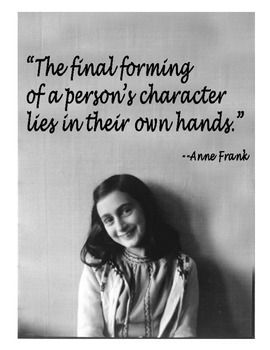 “The final forming
of a person’s character
lies in their own hands.”
--Anne Frank